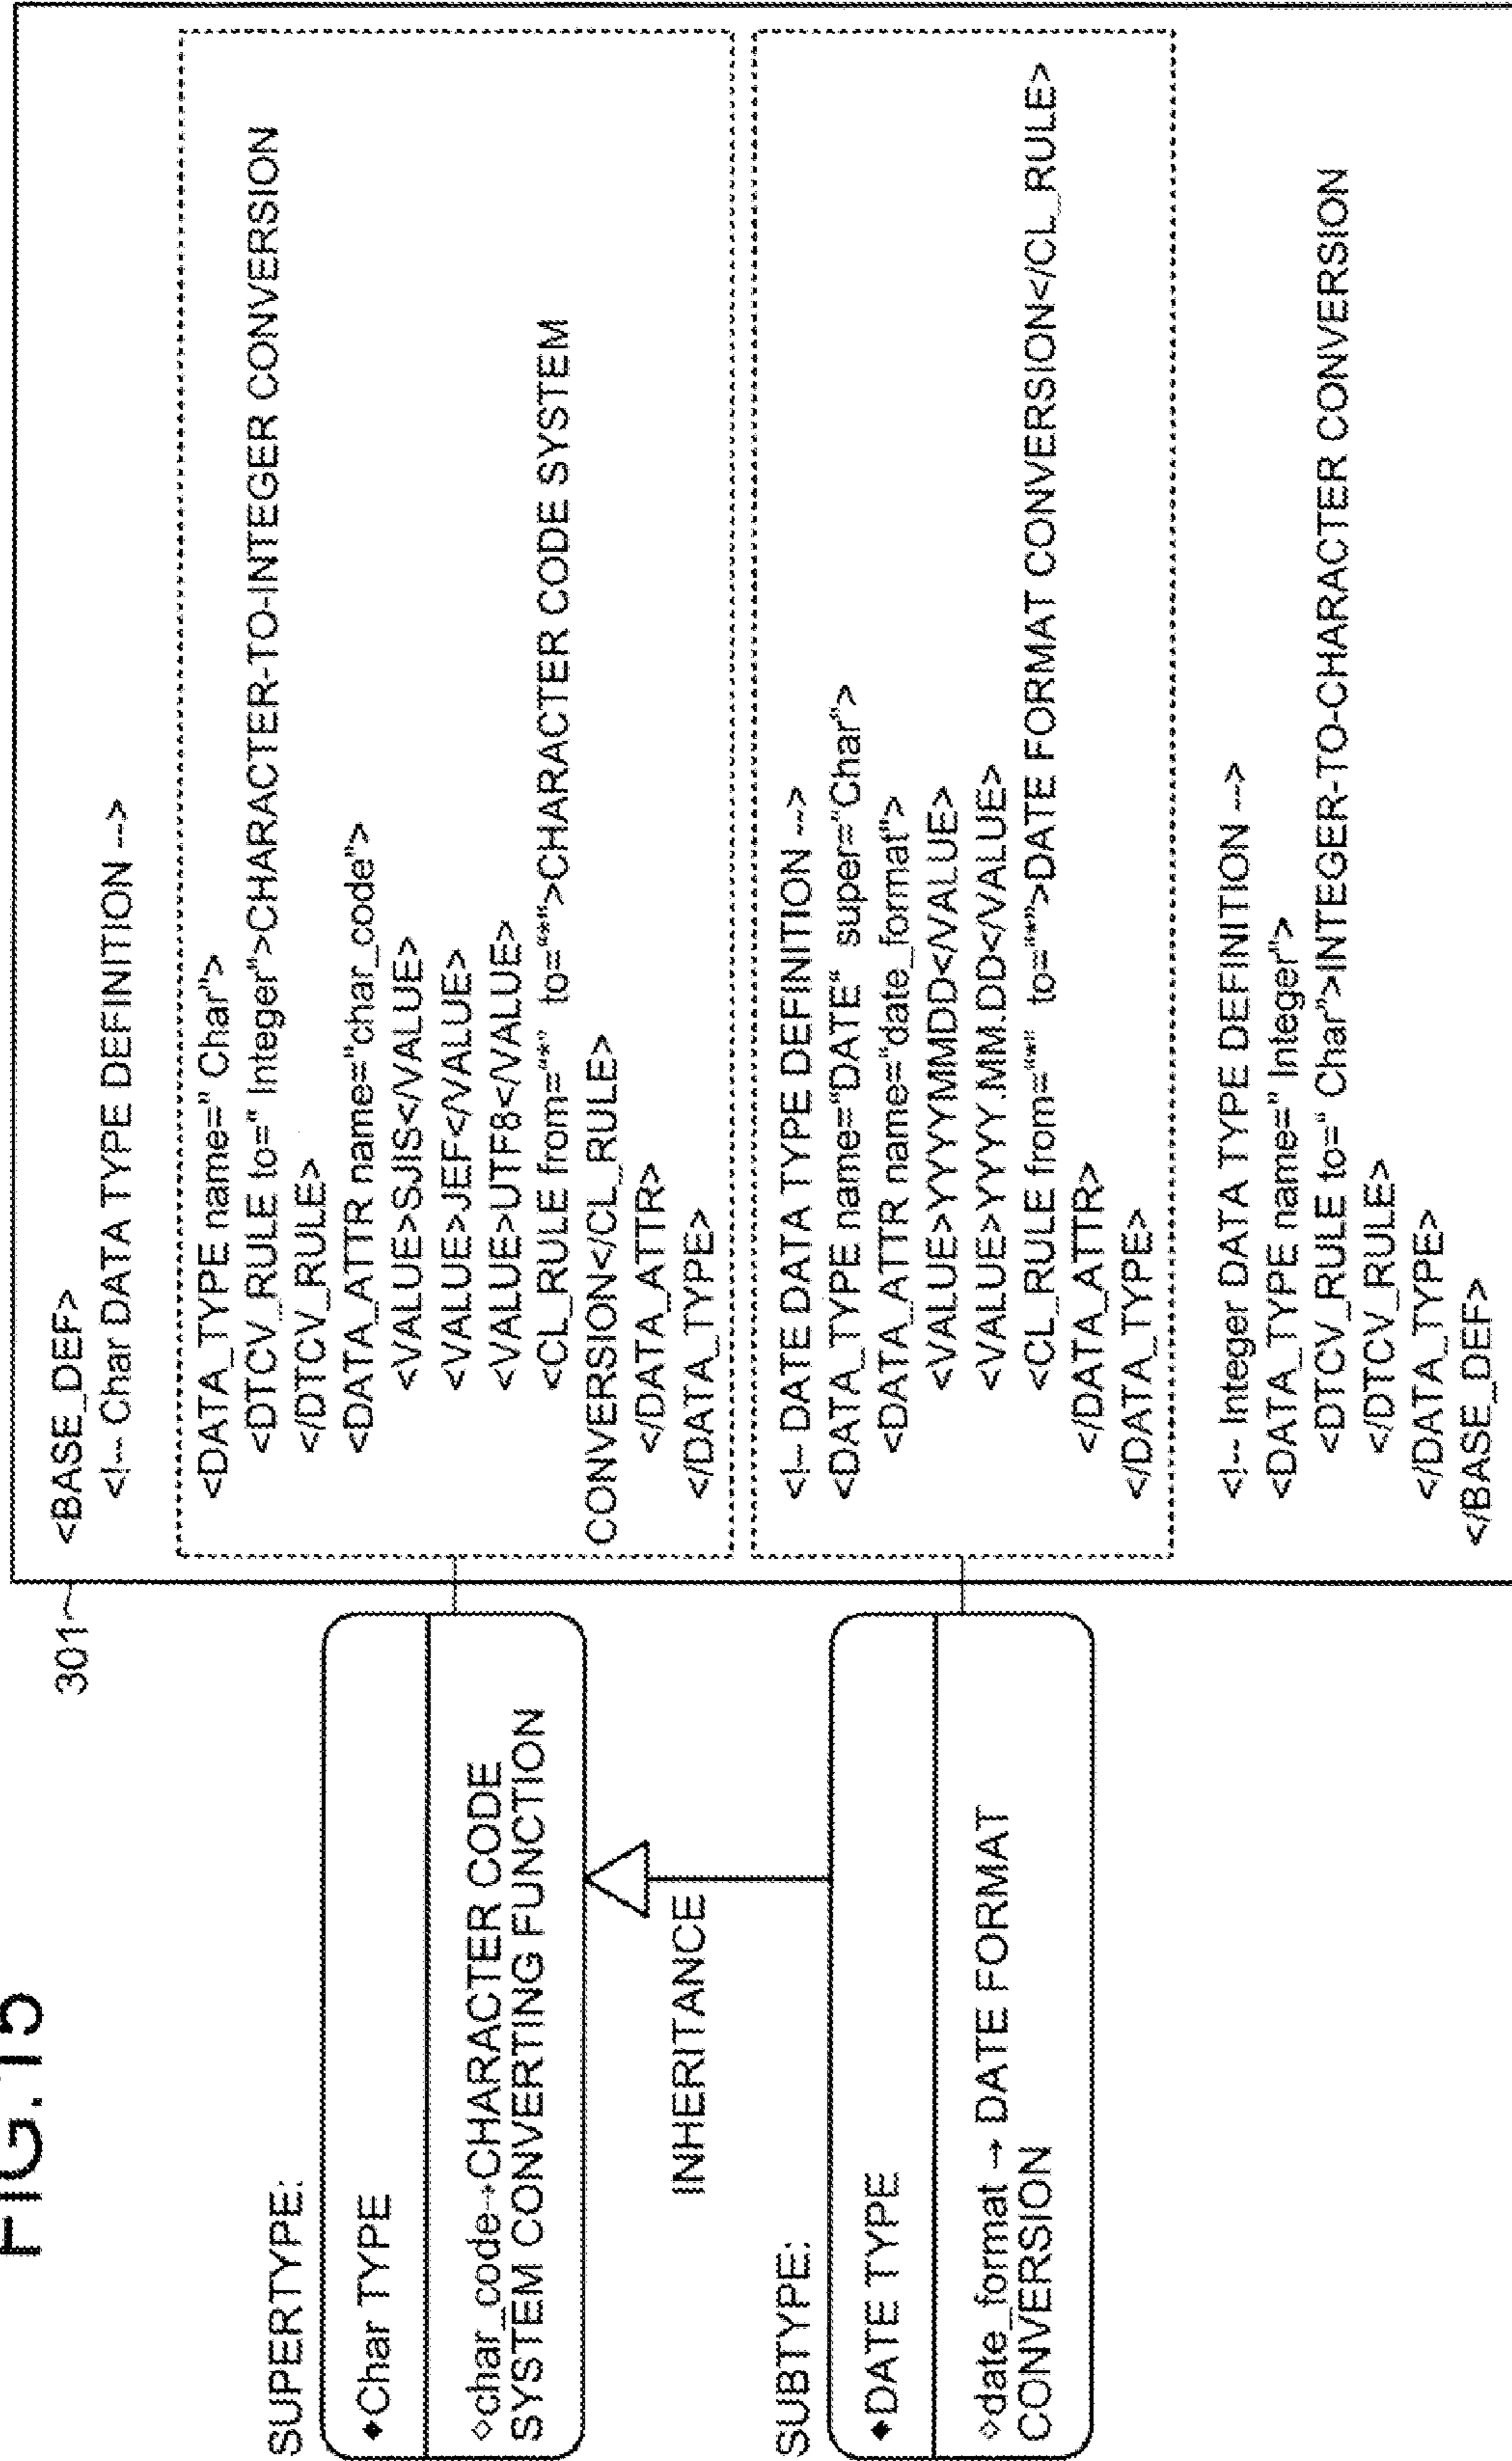 FIG.15
SUPERTYPE:
◆Char TYPE
◇char_code→CHARACTER CODE
SYSTEM CONVERTING FUNCTION
INHERITANCE
SUBTYPE:
◆DATE TYPE
◇date_format → DATE FORMAT
CONVERSION
301
<BASE_DEF>
<!-- Char DATA TYPE DEFINITION -->
<DATA_TYPE name=" Char">
<DTCV_RULE to=" Integer">CHARACTER-TO-INTEGER CONVERSION
</DTCV_RULE>
<DATA_ATTR name="char_code">
<VALUE>SJIS</VALUE>
<VALUE>JEF</VALUE>
<VALUE>UTF8</VALUE>
<CL_RULE from="*" to="*">CHARACTER CODE SYSTEM
CONVERSION</CL_RULE>
</DATA_ATTR>
</DATA_TYPE>
<!-- DATE DATA TYPE DEFINITION -->
<DATA_TYPE name="DATE" super="Char">
<DATA_ATTR name="date_format">
<VALUE>YYYYMMDD</VALUE>
<VALUE>YYYY.MM.DD</VALUE>
<CL_RULE from="*" to="*">DATE FORMAT CONVERSION</CL_RULE>
</DATA_ATTR>
</DATA_TYPE>
<!-- Integer DATA TYPE DEFINITION -->
<DATA_TYPE name=" Integer">
<DTCV_RULE to=" Char">INTEGER-TO-CHARACTER CONVERSION
</DTCV_RULE>
</DATA_TYPE>
</BASE_DEF>